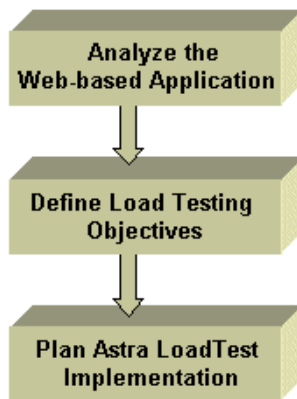 Analyze the
Web-based Application
Define Load Testing
Objectives
Plan Astra LoadTest
Implementation